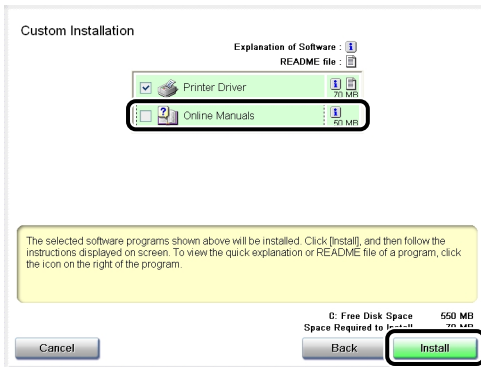 Custom Installation
Explanation of Software :
README file :
Printer Driver
70 MB
Online Manuals
50 MB
The selected software programs shown above will be installed. Click [Install], and then follow the
instructions displayed on screen. To view the quick explanation or README file of a program, click
the icon on the right of the program.
C: Free Disk Space 550 MB
Space Required to Install 70 MB
Cancel
Back
Install